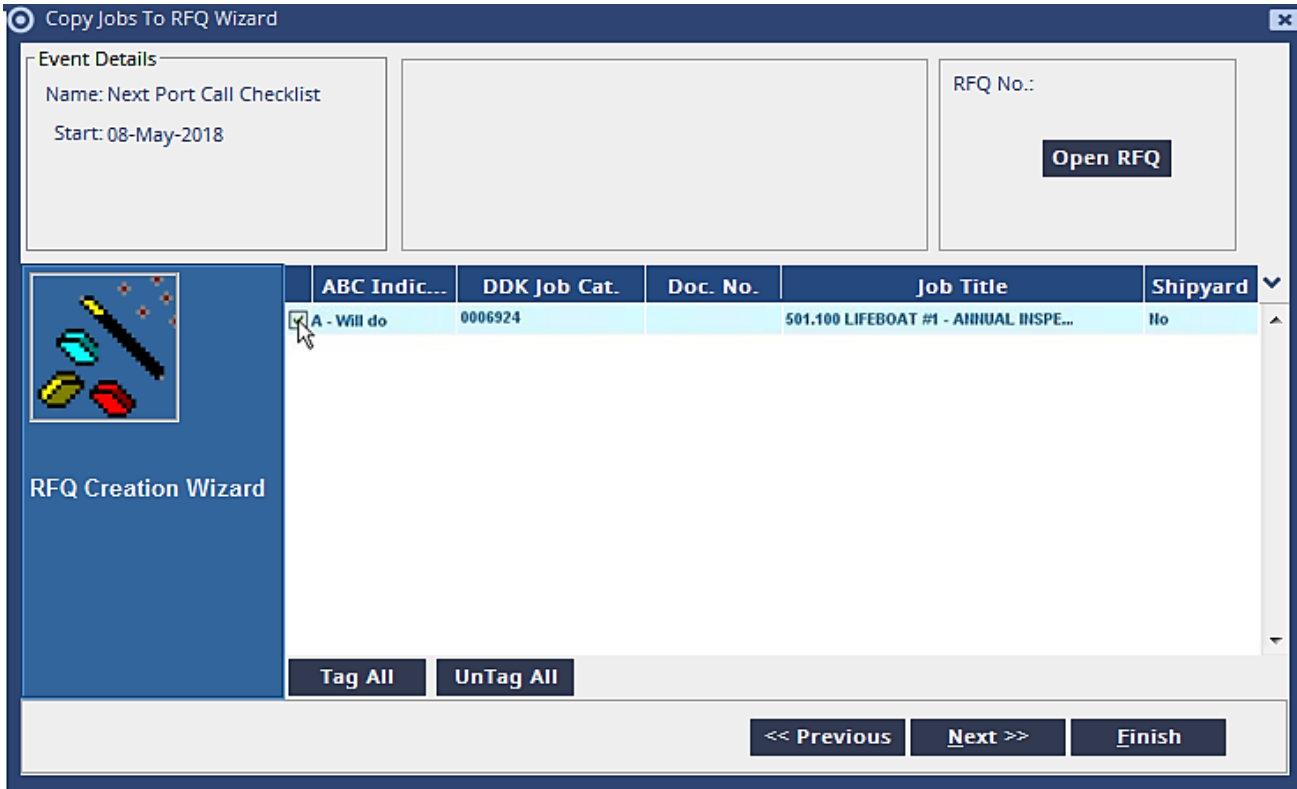 Copy Jobs To RFQ Wizard
Event Details
Name: Next Port Call Checklist
Start: 08-May-2018
RFQ No.:
Open RFQ
ABC Indic... DDK Job Cat. Doc. No. Job Title Shipyard
A - Will do 0006924 501.100 LIFEBOAT #1 - ANNUAL INSPE... No
RFQ Creation Wizard
Tag All UnTag All
<< Previous Next >> Finish